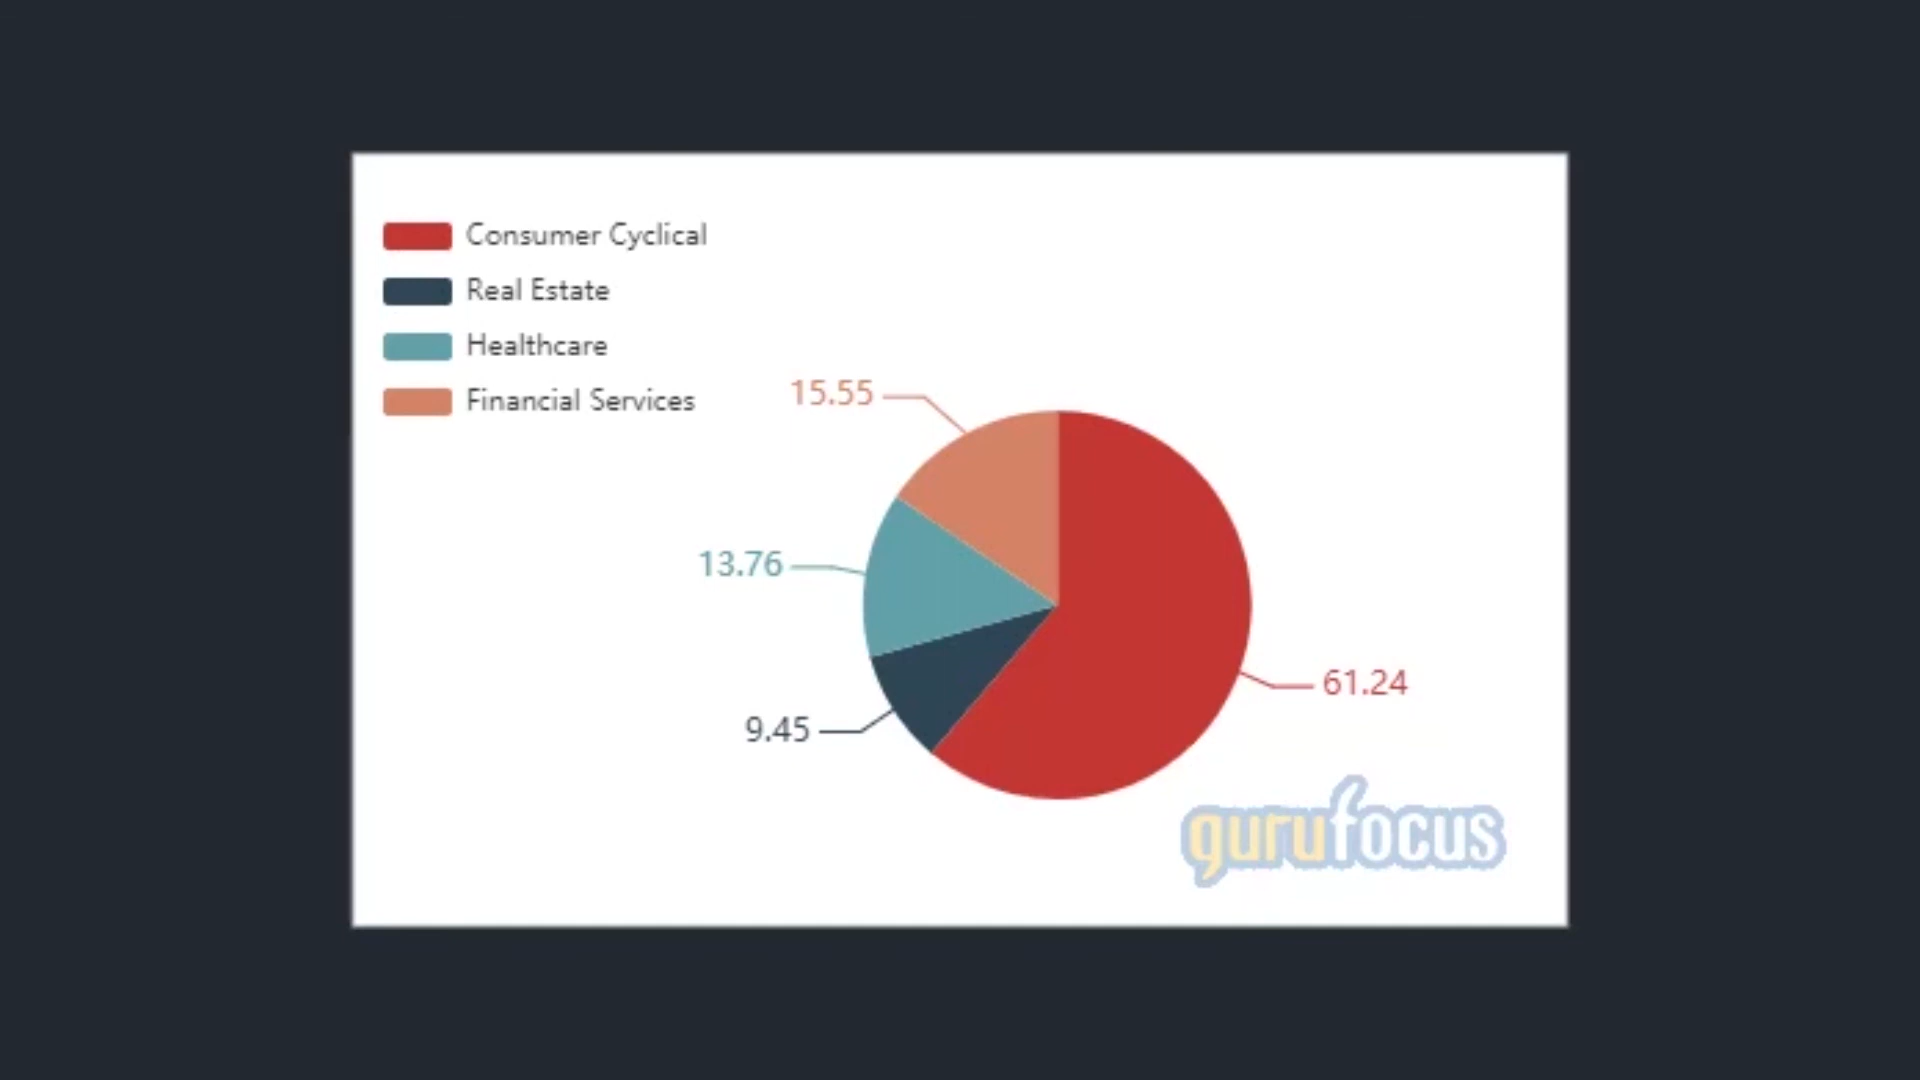 Consumer Cyclical
Real Estate
Healthcare
Financial Services
15.55
13.76
61.24
9.45
gurufocus